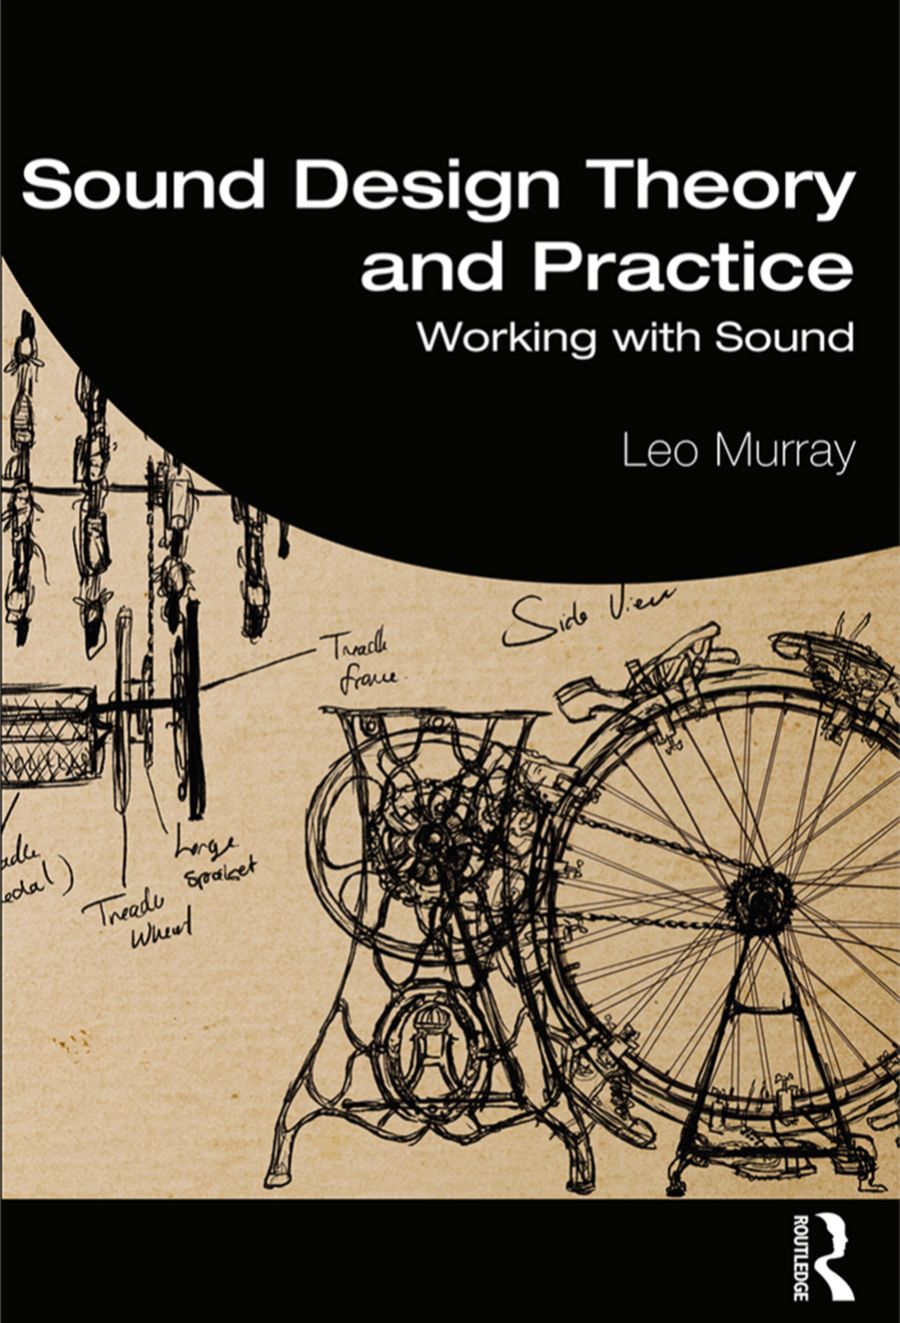 Sound Design Theory
and Practice
Working with Sound
Leo Murray
Side View
Treadle
frame.
Large
Sprocket
Treadle
Wheel
ROUTLEDGE